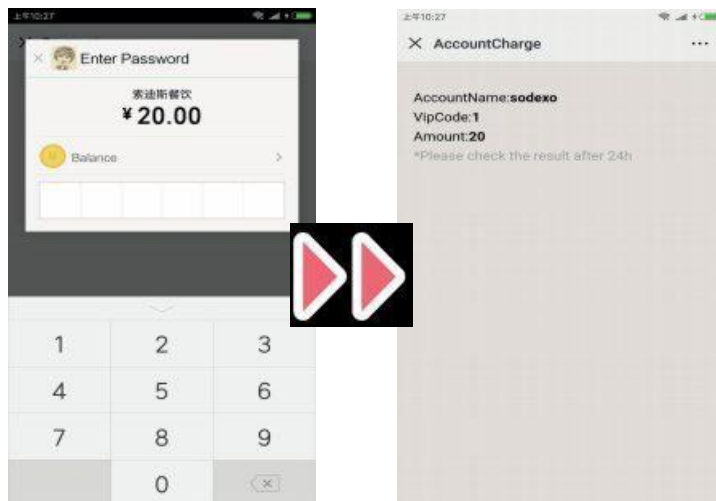 上午10:27
Enter Password
索迪斯餐饮
¥20.00
Balance
1 2 3
4 5 6
7 8 9
0
上午10:27
AccountCharge
AccountName:sodexo
VipCode:1
Amount:20
*Please check the result after 24h